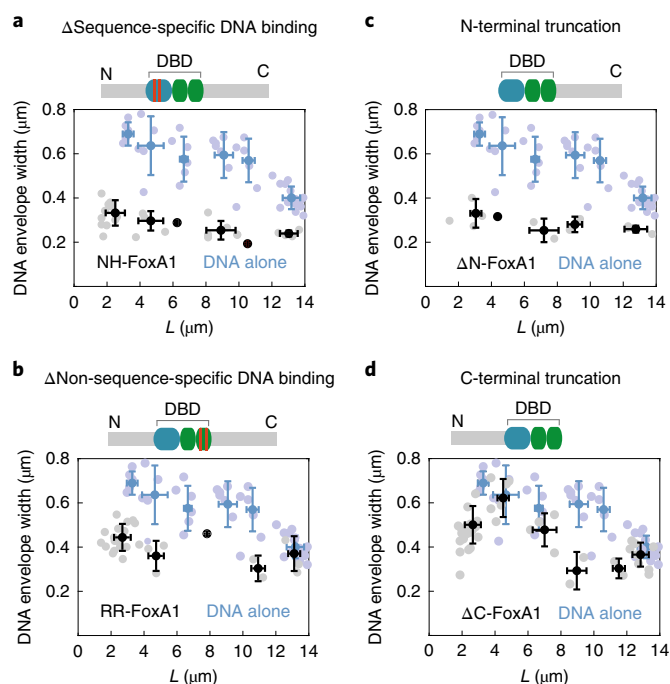 a
ΔSequence-specific DNA binding
N
DBD
C
DNA envelope width (μm)
0.8
0.6
0.4
0.2
NH-FoxA1
DNA alone
0 2 4 6 8 10 12 14
L (μm)
c
N-terminal truncation
DBD
C
DNA envelope width (μm)
0.8
0.6
0.4
0.2
ΔN-FoxA1
DNA alone
0 2 4 6 8 10 12 14
L (μm)
b
ΔNon-sequence-specific DNA binding
N
DBD
C
DNA envelope width (μm)
0.8
0.6
0.4
0.2
RR-FoxA1
DNA alone
0 2 4 6 8 10 12 14
L (μm)
d
C-terminal truncation
N
DBD
DNA envelope width (μm)
0.8
0.6
0.4
0.2
ΔC-FoxA1
DNA alone
0 2 4 6 8 10 12 14
L (μm)